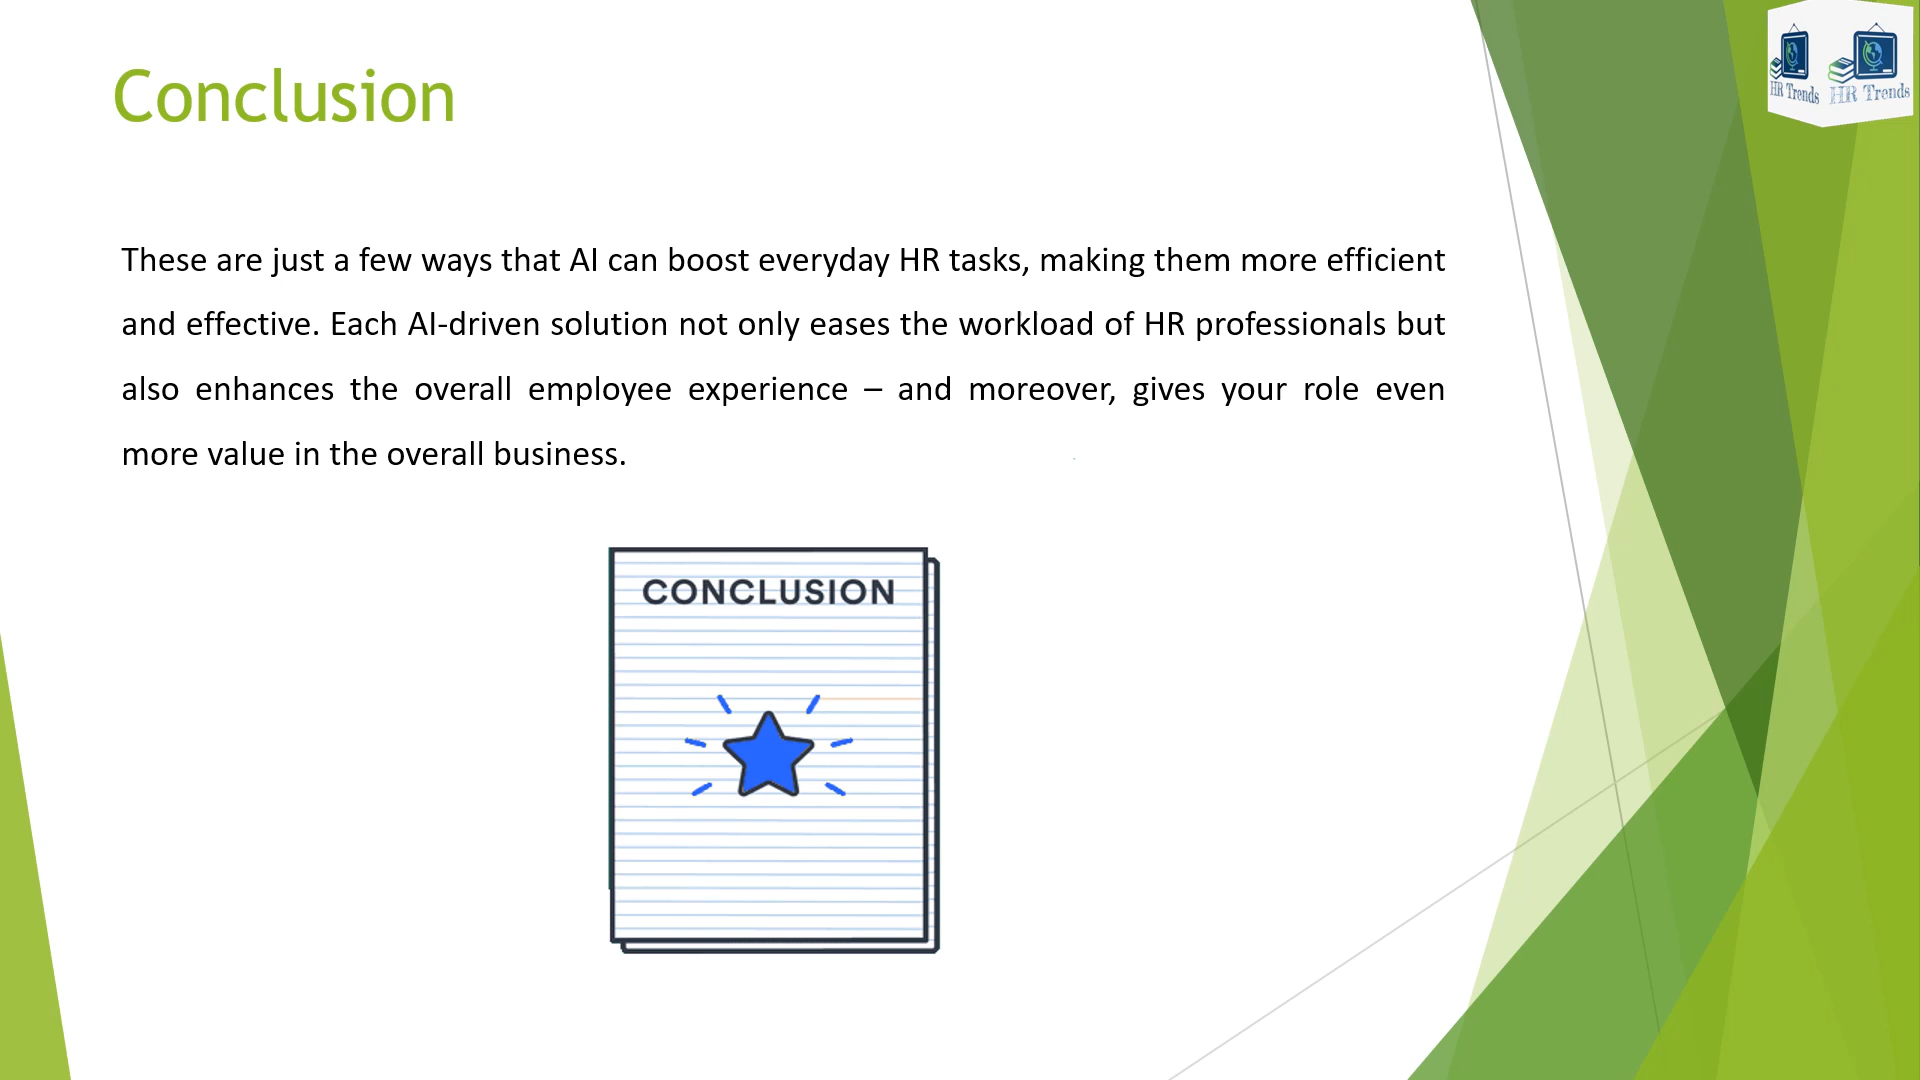 Conclusion
HR Trends
HR Trends
These are just a few ways that AI can boost everyday HR tasks, making them more efficient
and effective. Each AI-driven solution not only eases the workload of HR professionals but
also enhances the overall employee experience – and moreover, gives your role even
more value in the overall business.
CONCLUSION